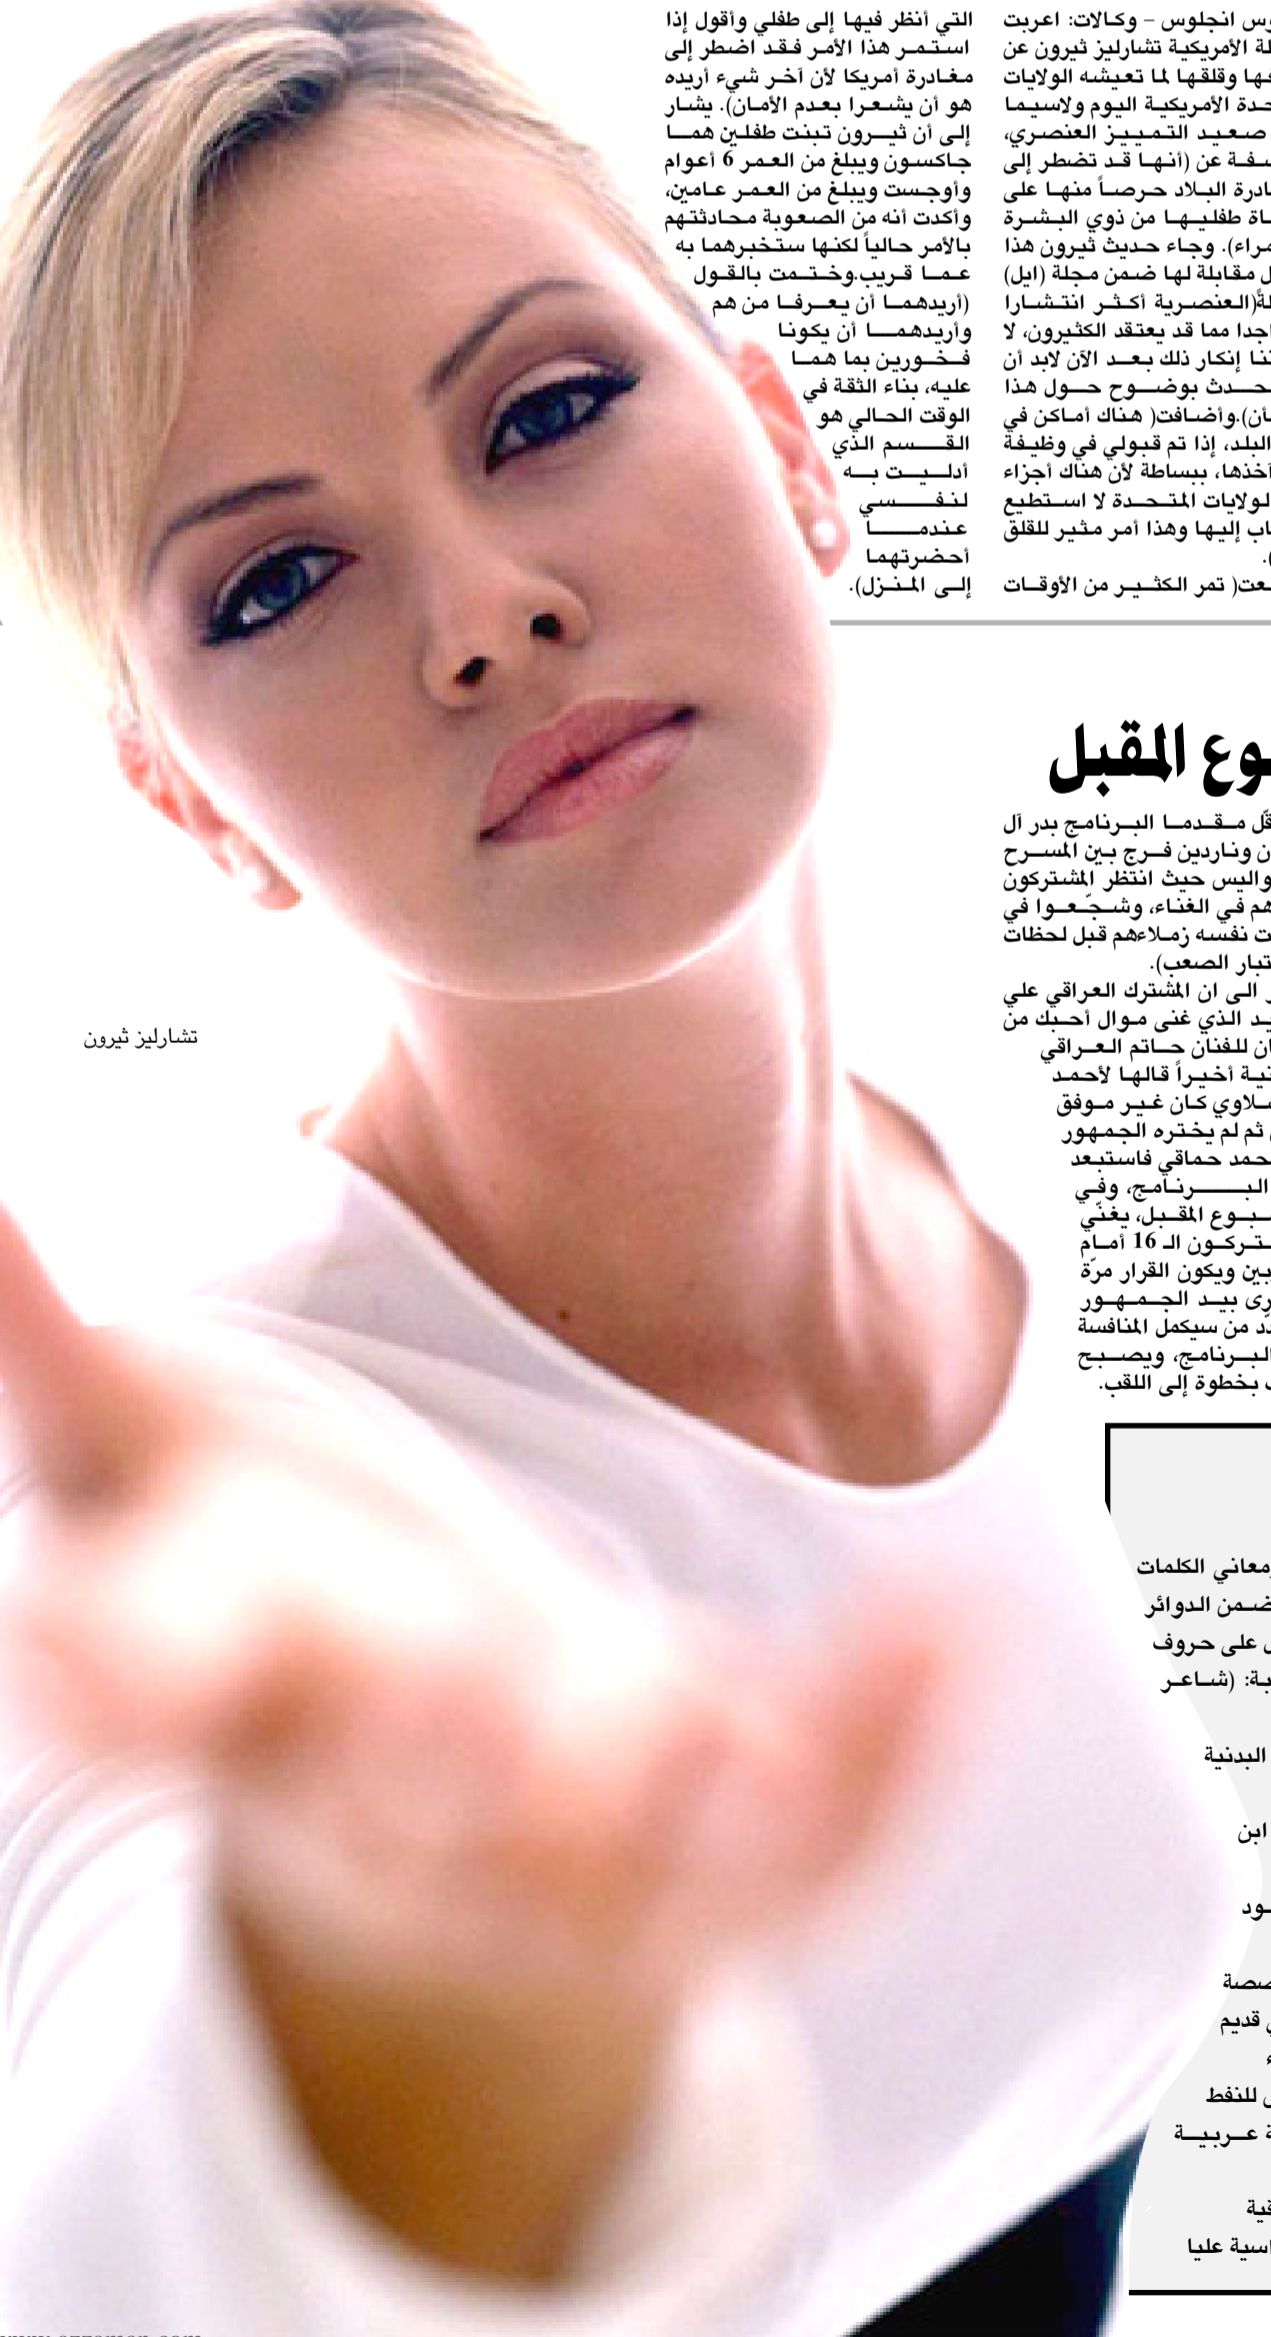 انجلوس – وكالات: اعربت
الأمريكية تشارليز ثيرون عن
وقلقها لما تعيشه الولايات
الأمريكية اليوم ولاسيما
صعيد التمييز العنصري،
عن (أنها قد تضطر إلى
البلاد حرصاً منها على
طفليها من ذوي البشرة
وجاء حديث ثيرون هذا
مقابلة لها ضمن مجلة (ايل)
(العنصرية أكثر انتشارا
مما قد يعتقد الكثيرون، لا
إنكار ذلك بعد الآن لابد أن
بوضوح حول هذا
وأضافت( هناك أماكن في
البلد، إذا تم قبولي في وظيفة
آخذها، ببساطة لأن هناك أجزاء
الولايات المتحدة لا استطيع
إليها وهذا أمر مثير للقلق
).
تمر الكثير من الأوقات
التي أنظر فيها إلى طفلي وأقول إذا
استمر هذا الأمر فقد اضطر إلى
مغادرة أمريكا لأن آخر شيء أريده
هو أن يشعرا بعدم الأمان). يشار
إلى أن ثيرون تبنت طفلين هما
جاكسون ويبلغ من العمر 6 أعوام
وأوجست ويبلغ من العمر عامين،
وأكدت أنه من الصعوبة محادثتهم
بالأمر حالياً لكنها ستخبرهما به
عما قريب.وختمت بالقول
(أريدهما أن يعرفا من هم
وأريدهما أن يكونا
فخورين بما هما
عليه، بناء الثقة في
الوقت الحالي هو
القسم الذي
أدليت به
لنفسي
عندما
أحضرتهما
إلى المنزل).
تشارليز ثيرون
المقبل
مقدما البرنامج بدر آل
وناردين فرج بين المسرح
حيث انتظر المشتركون
في الغناء، وشجّعوا في
نفسه زملاءهم قبل لحظات
الصعب).
الى ان المشترك العراقي علي
الذي غنى موال أحبك من
للفنان حاتم العراقي
أخيراً قالها لأحمد
كان غير موفق
ثم لم يختره الجمهور
حماقي فاستبعد
البرنامج، وفي
المقبل، يغنّي
الـ 16 أمام
ويكون القرار مرّة
بيد الجمهور
من سيكمل المنافسة
البرنامج، ويصبح
بخطوة إلى اللقب.
ومعاني الكلمات
ضمن الدوائر
على حروف
(شاعر
البدنية
ابن
قديم
للنفط
عربية
عليا